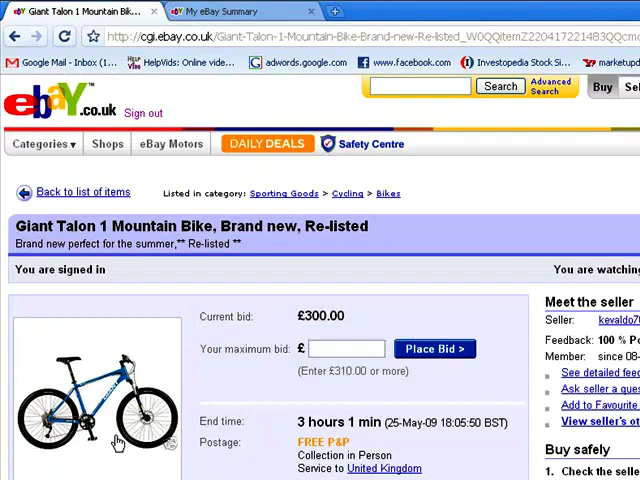 Giant Talon 1 Mountain Bik...
My eBay Summary
http://cgi.ebay.co.uk/Giant-Talon-1-Mountain-Bike-Brand-new-Re-listed_W0QQitemZ220417221483QQcm
Google Mail - Inbox (1...
HelpVids: Online vide...
adwords.google.com
www.facebook.com
Investopedia Stock Si...
marketupd
ebay.co.uk
Sign out
Search
Advanced Search
Buy
Sel
Categories
Shops
eBay Motors
DAILY DEALS
Safety Centre
Back to list of items
Listed in category: Sporting Goods > Cycling > Bikes
Giant Talon 1 Mountain Bike, Brand new, Re-listed
Brand new perfect for the summer,** Re-listed **
You are signed in
You are watching
Current bid: £300.00
Your maximum bid: £
Place Bid >
(Enter £310.00 or more)
End time: 3 hours 1 min (25-May-09 18:05:50 BST)
Postage: FREE P&P
Collection in Person
Service to United Kingdom
Meet the seller
Seller: kevaldo7
Feedback: 100 % Po
Member: since 08-
See detailed feed
Ask seller a ques
Add to Favourite
View seller's ot
Buy safely
1. Check the selle